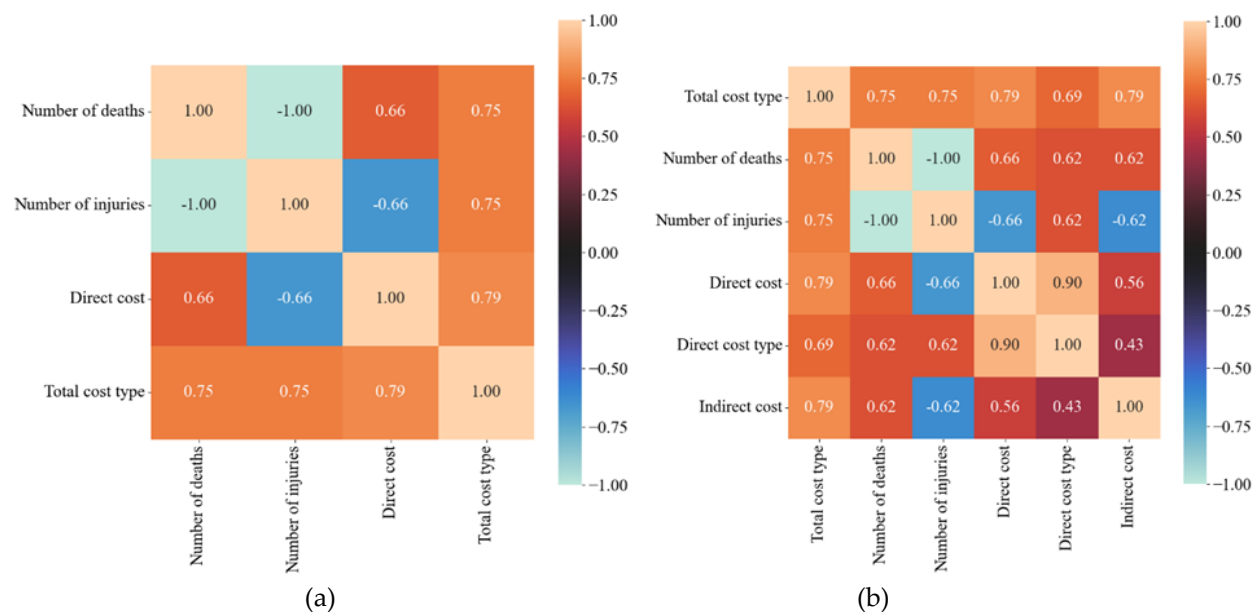 Number of deaths 1.00 -1.00 0.66 0.75
Number of injuries -1.00 1.00 -0.66 0.75
Direct cost 0.66 -0.66 1.00 0.79
Total cost type 0.75 0.75 0.79 1.00
Number of deaths
Number of injuries
Direct cost
Total cost type
1.00
0.75
0.50
0.25
0.00
−0.25
−0.50
−0.75
−1.00
(a)
Total cost type 1.00 0.75 0.75 0.79 0.69 0.79
Number of deaths 0.75 1.00 -1.00 0.66 0.62 0.62
Number of injuries 0.75 -1.00 1.00 -0.66 0.62 -0.62
Direct cost 0.79 0.66 -0.66 1.00 0.90 0.56
Direct cost type 0.69 0.62 0.62 0.90 1.00 0.43
Indirect cost 0.79 0.62 -0.62 0.56 0.43 1.00
Total cost type
Number of deaths
Number of injuries
Direct cost
Direct cost type
Indirect cost
1.00
0.75
0.50
0.25
0.00
−0.25
−0.50
−0.75
−1.00
(b)